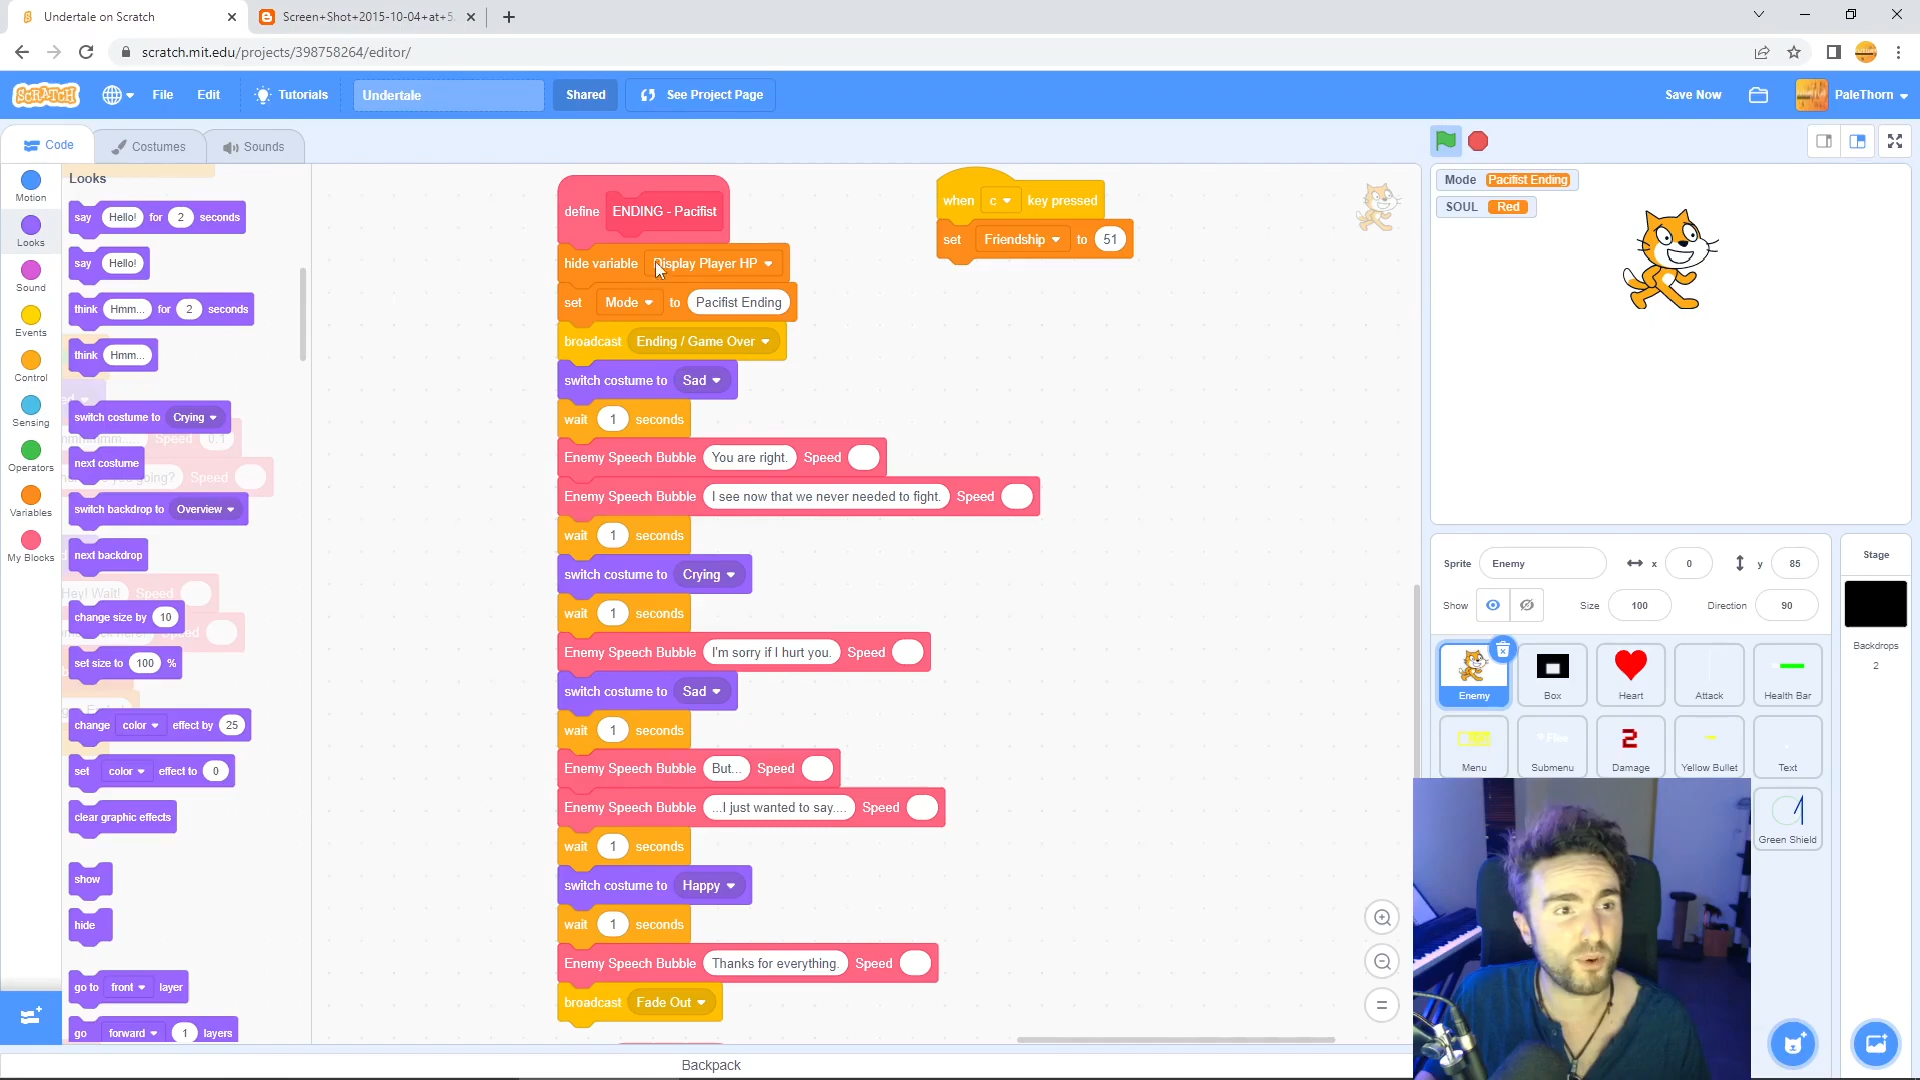 Undertale on Scratch
Screen+Shot+2015-10-04+at+5.
scratch.mit.edu/projects/398758264/editor/
SCRATCH
File
Edit
Tutorials
Undertale
Shared
See Project Page
Save Now
PaleThorn
Code
Costumes
Sounds
Motion
Looks
Sound
Events
Control
Sensing
Operators
Variables
My Blocks
Looks
say Hello! for 2 seconds
say Hello!
think Hmm... for 2 seconds
think Hmm...
switch costume to Crying
Speed 0.1
next costume
going? Speed
switch backdrop to Overview
next backdrop
Hey! Wait! Speed
change size by 10
set size to 100 %
change color effect by 25
set color effect to 0
clear graphic effects
show
hide
go to front layer
go forward 1 layers
define ENDING - Pacifist
hide variable Display Player HP
set Mode to Pacifist Ending
broadcast Ending / Game Over
switch costume to Sad
wait 1 seconds
Enemy Speech Bubble You are right. Speed
Enemy Speech Bubble I see now that we never needed to fight. Speed
wait 1 seconds
switch costume to Crying
wait 1 seconds
Enemy Speech Bubble I'm sorry if I hurt you. Speed
switch costume to Sad
wait 1 seconds
Enemy Speech Bubble But... Speed
Enemy Speech Bubble ...I just wanted to say.... Speed
wait 1 seconds
switch costume to Happy
wait 1 seconds
Enemy Speech Bubble Thanks for everything. Speed
broadcast Fade Out
when c key pressed
set Friendship to 51
Backpack
Mode Pacifist Ending
SOUL Red
Sprite Enemy x 0 y 85
Show Size 100 Direction 90
Stage
Backdrops
2
Enemy
Box
Heart
Attack
Health Bar
Menu
Submenu
Damage
Yellow Bullet
Text
Green Shield